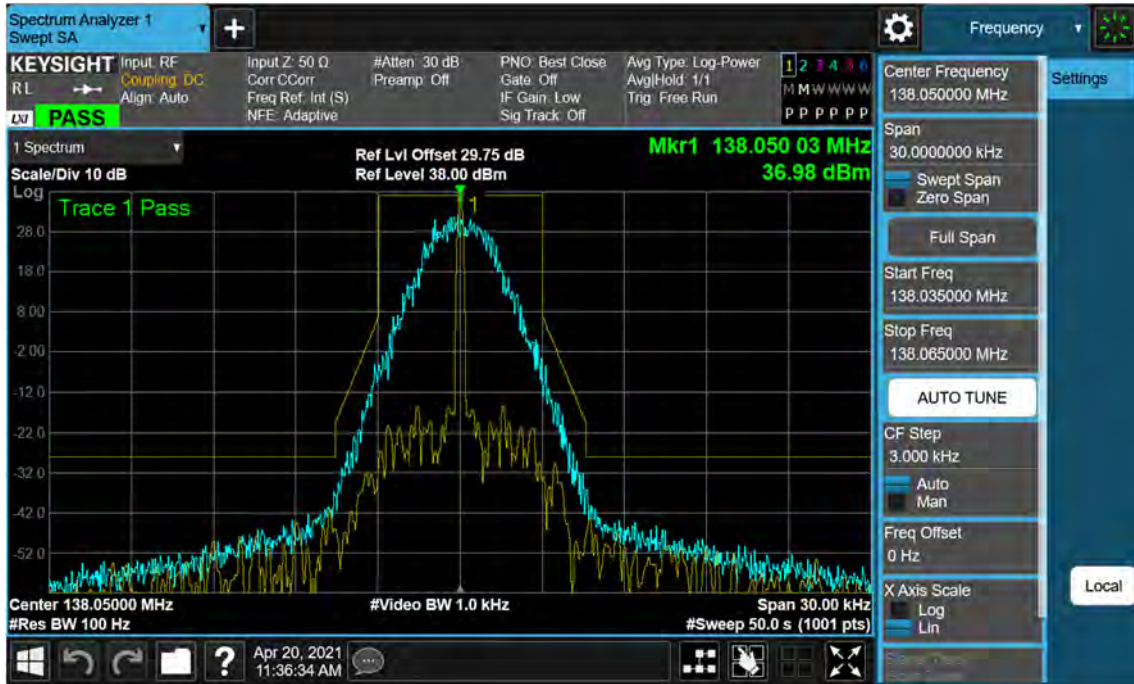 Spectrum Analyzer 1
Swept SA
+
Frequency
KEYSIGHT
RL
LXI
PASS
Input: RF
Coupling: DC
Align: Auto
Input Z: 50 Ω
Corr CCorr
Freq Ref: Int (S)
NFE: Adaptive
#Atten: 30 dB
Preamp: Off
PNO: Best Close
Gate: Off
IF Gain: Low
Sig Track: Off
Avg Type: Log-Power
Avg|Hold: 1/1
Trig: Free Run
1 2 3 4 5 6
M M W W W W
P P P P P P
Center Frequency
138.050000 MHz
Settings
Span
30.0000000 kHz
Swept Span
Zero Span
Full Span
Start Freq
138.035000 MHz
Stop Freq
138.065000 MHz
AUTO TUNE
CF Step
3.000 kHz
Auto
Man
Freq Offset
0 Hz
X Axis Scale
Log
Lin
Local
1 Spectrum
Scale/Div 10 dB
Ref Lvl Offset 29.75 dB
Ref Level 38.00 dBm
Mkr1 138.050 03 MHz
36.98 dBm
Log
Trace 1 Pass
1
28.0
18.0
8.00
-2.00
-12.0
-22.0
-32.0
-42.0
-52.0
Center 138.05000 MHz
#Video BW 1.0 kHz
Span 30.00 kHz
#Res BW 100 Hz
#Sweep 50.0 s (1001 pts)
?
Apr 20, 2021
11:36:34 AM